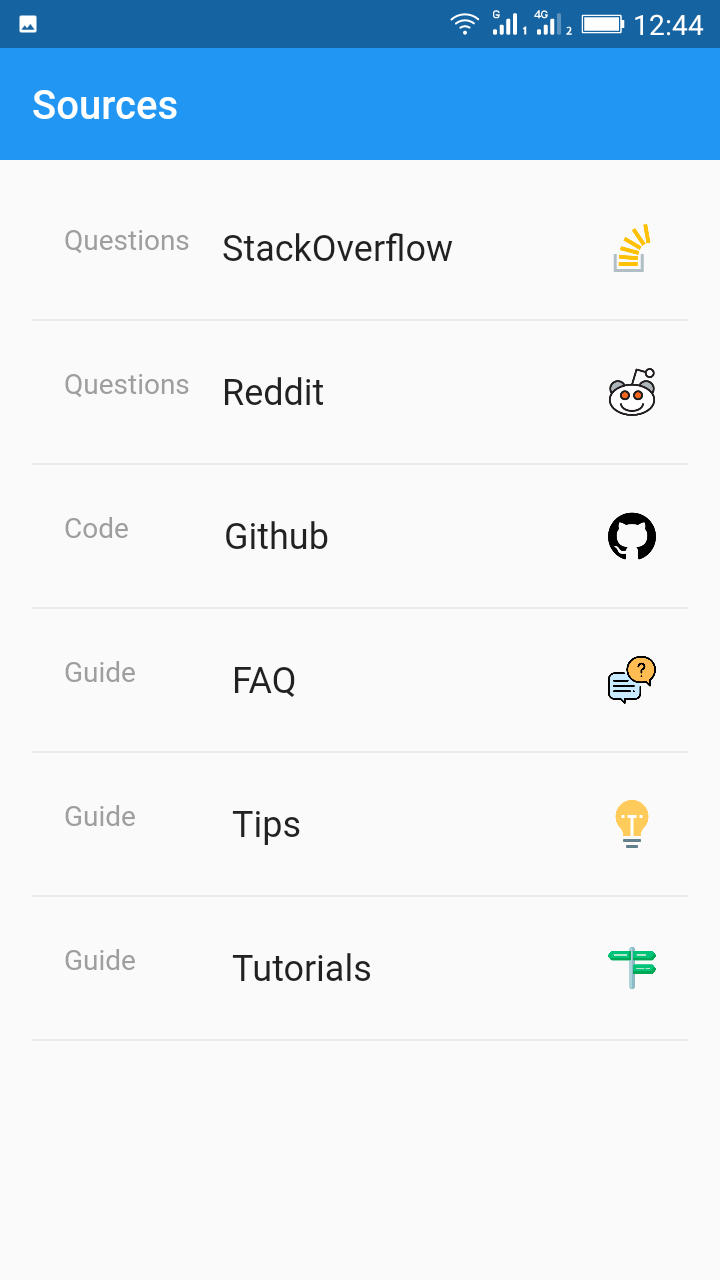 G 1 4G 2 12:44
Sources
Questions StackOverflow
Questions Reddit
Code Github
Guide FAQ
Guide Tips
Guide Tutorials